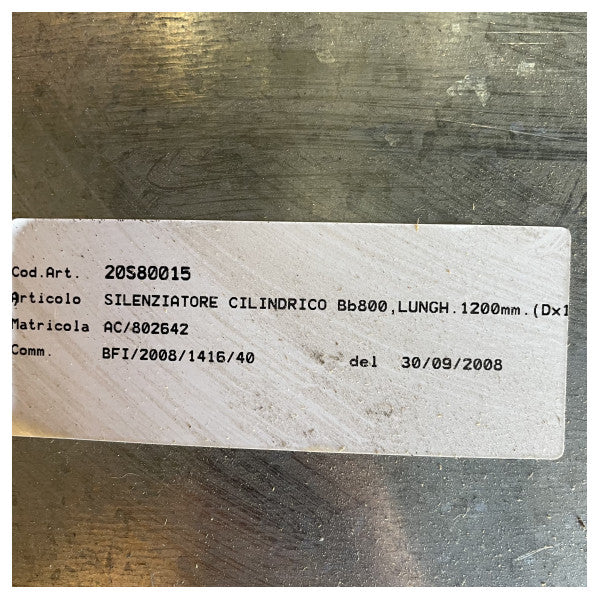 Cod.Art. 20S80015
Articolo SILENZIATORE CILINDRICO Bb800,LUNGH.1200mm.(Dx1
Matricola AC/802642
Comm. BFI/2008/1416/40 del 30/09/2008